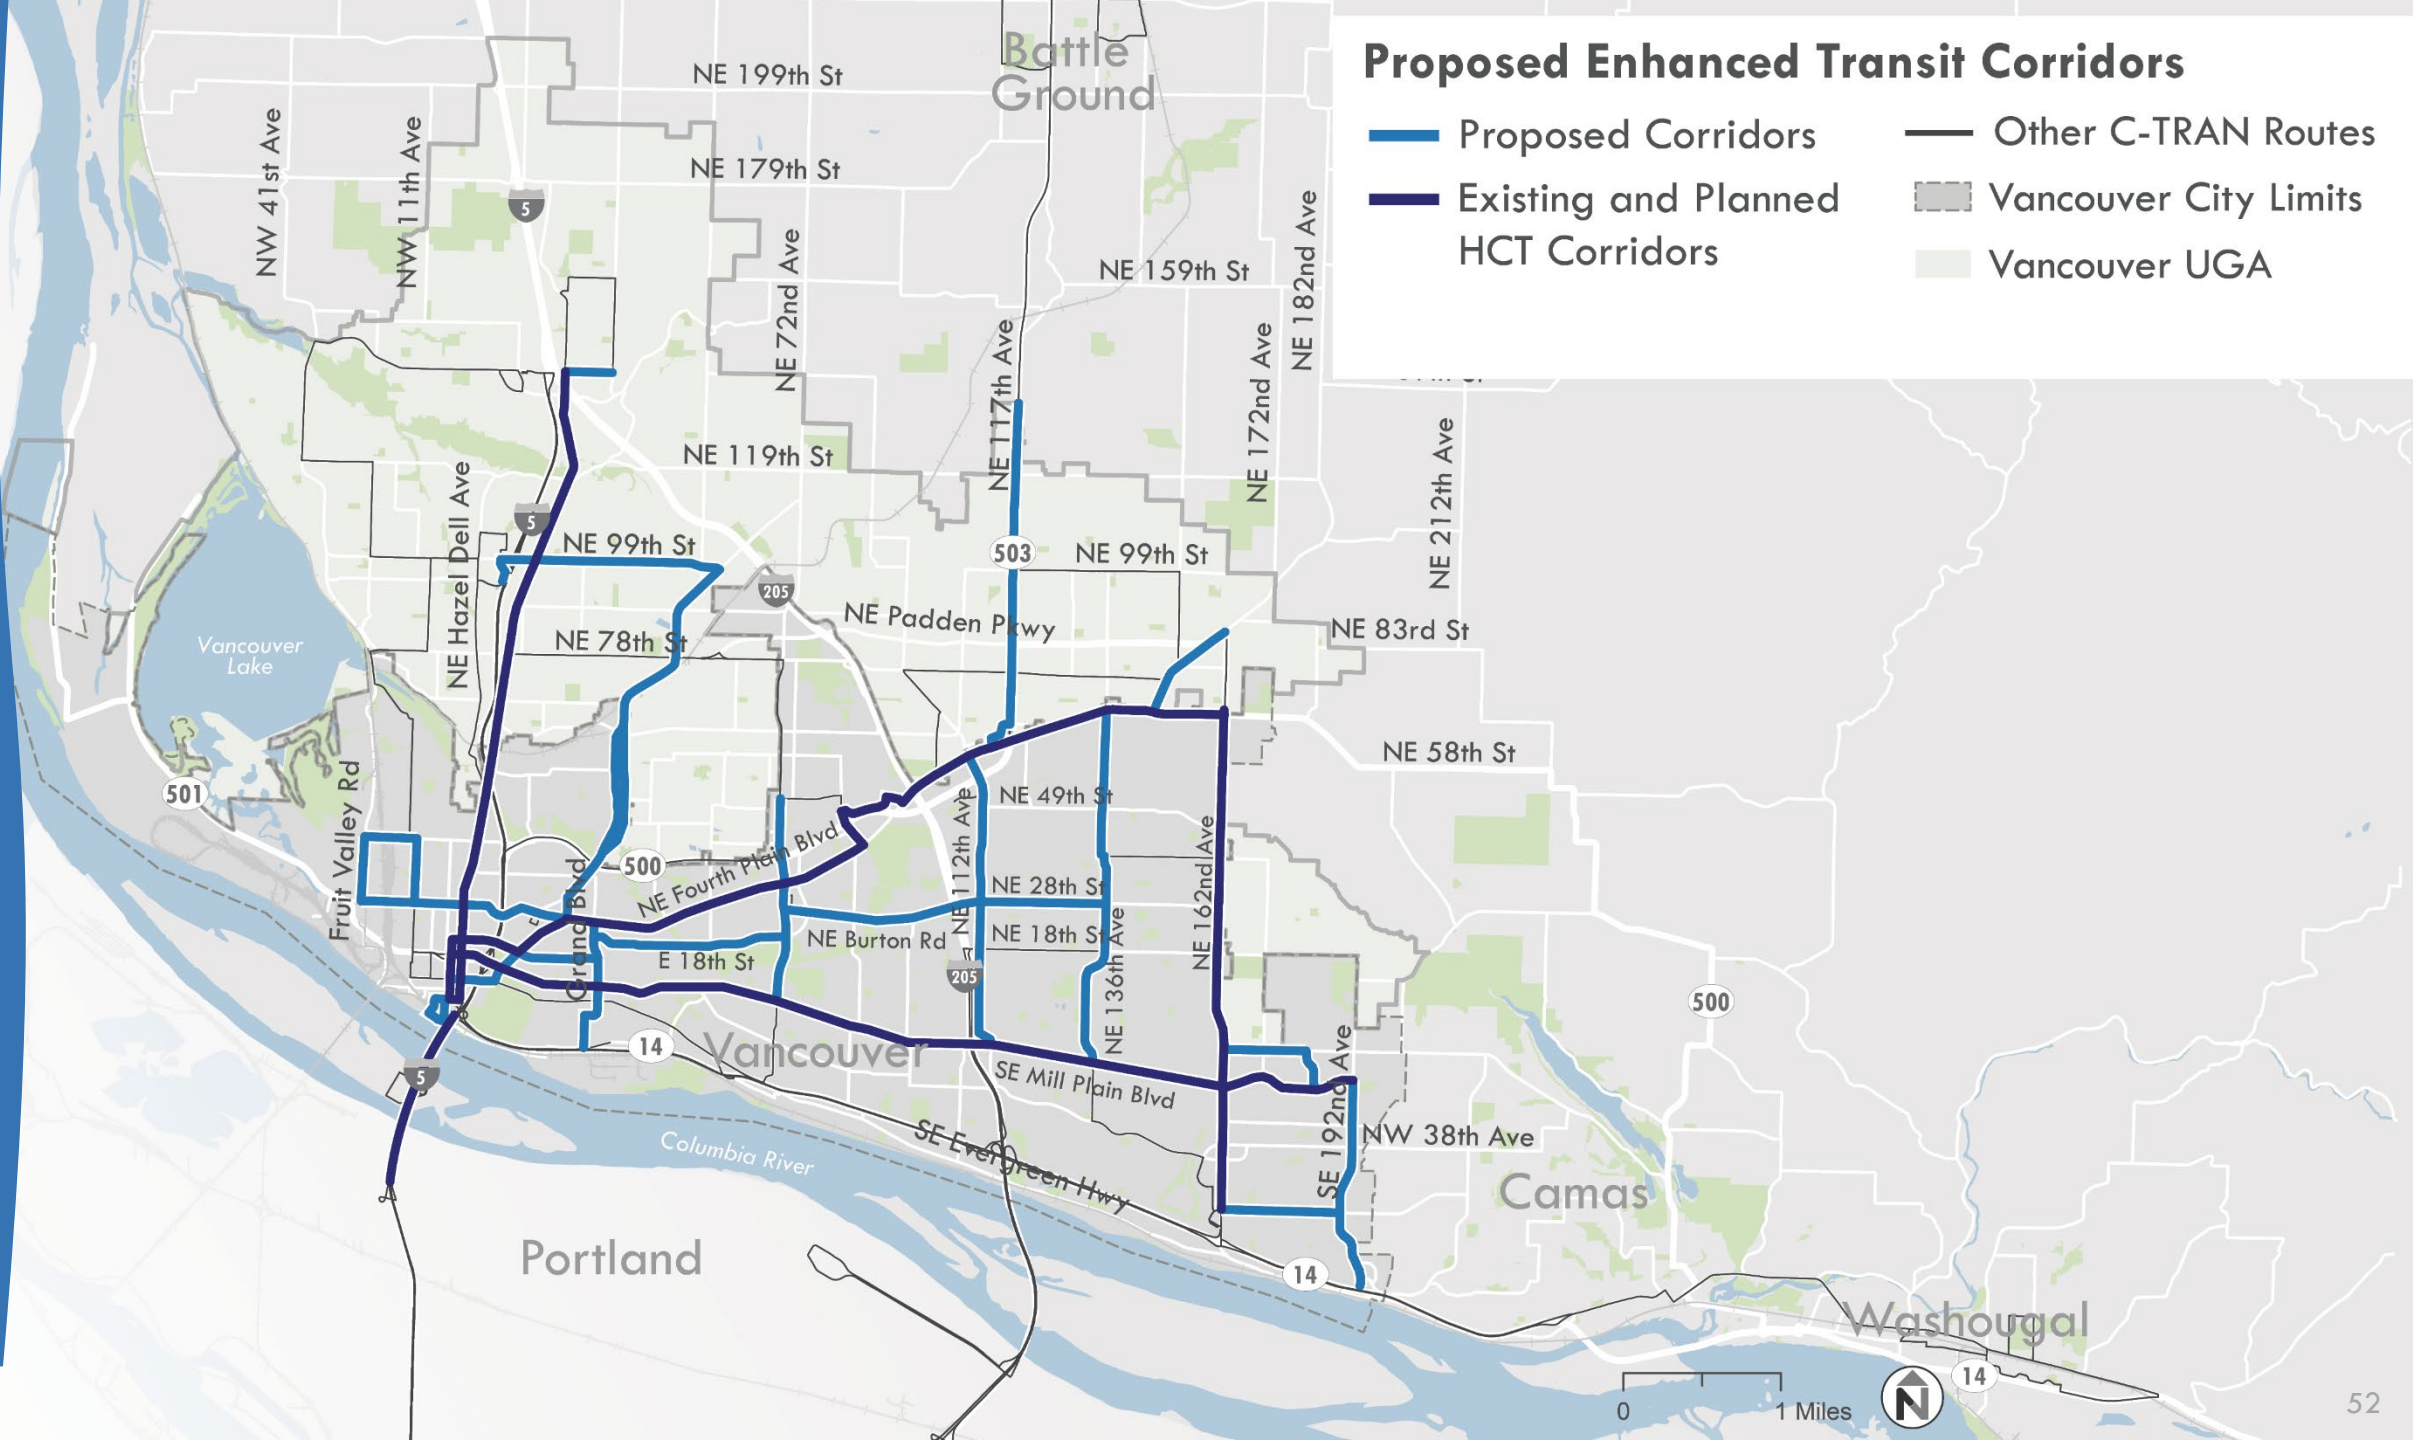 Proposed Enhanced Transit Corridors
Proposed Corridors
Existing and Planned
HCT Corridors
Other C-TRAN Routes
Vancouver City Limits
Vancouver UGA
Battle
Ground
NE 199th St
NW 41st Ave
NW 11th Ave
NE 179th St
5
NE 72nd Ave
NE 159th St
NE 182nd Ave
NE 117th Ave
NE 172nd Ave
NE 119th St
NE 212th Ave
NE Hazel Dell Ave
5
NE 99th St
503
NE 99th St
205
NE Padden Pkwy
NE 83rd St
NE 78th St
Vancouver
Lake
NE 58th St
501
Fruit Valley Rd
NE 49th St
NE 112th Ave
NE Fourth Plain Blvd
500
Grand Blvd
NE 28th St
NE 162nd Ave
NE 136th Ave
NE Burton Rd
NE 18th St
E 18th St
205
500
14
Vancouver
5
SE Mill Plain Blvd
SE 192nd Ave
NW 38th Ave
SE Evergreen Hwy
Columbia River
Camas
Portland
14
Washougal
14
0
1 Miles
N
52